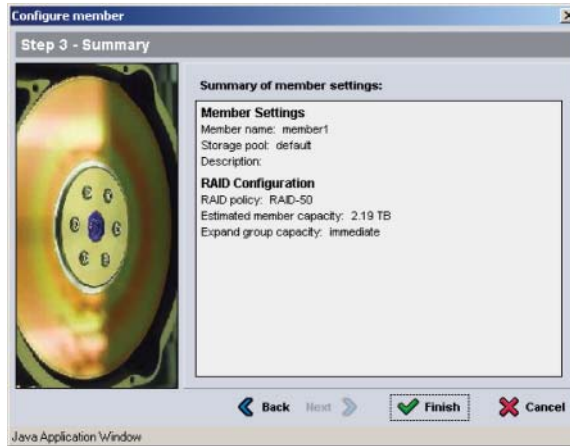 Configure member
Step 3 - Summary
Summary of member settings:
Member Settings
Member name: member1
Storage pool: default
Description:
RAID Configuration
RAID policy: RAID-50
Estimated member capacity: 2.19 TB
Expand group capacity: immediate
Back Next Finish Cancel
Java Application Window